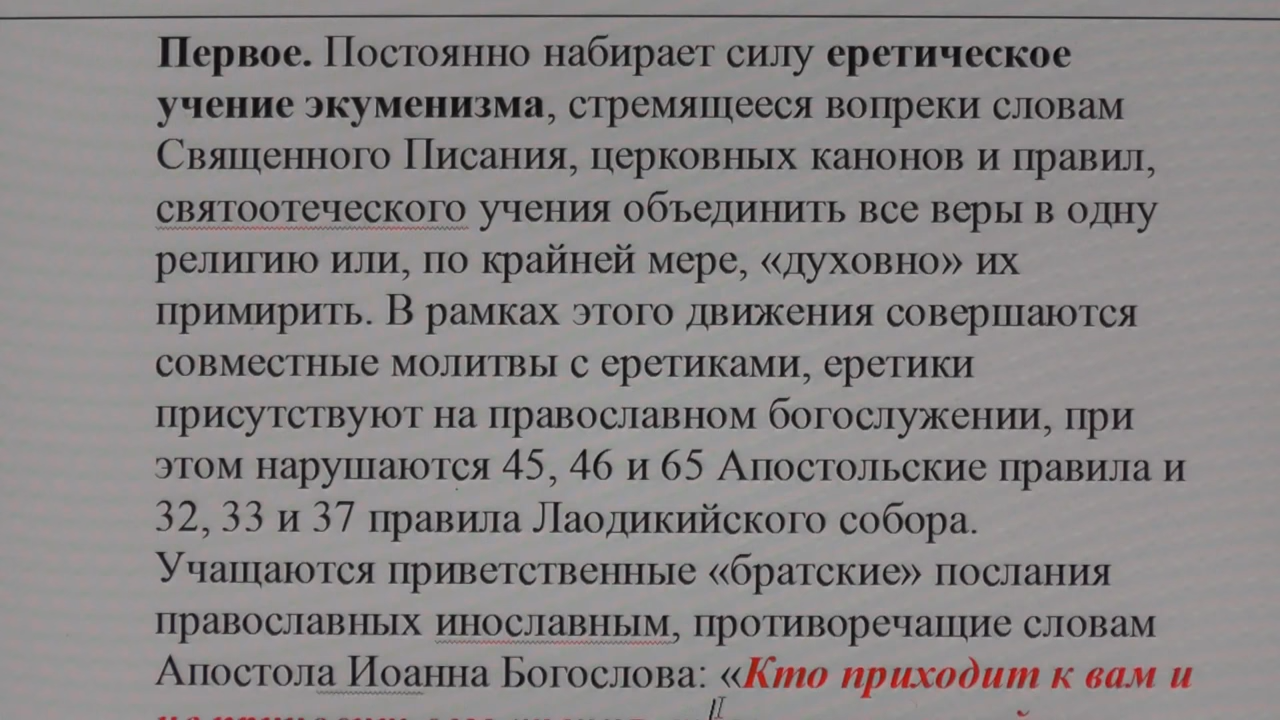 Первое. Постоянно набирает силу еретическое
учение экуменизма, стремящееся вопреки словам
Священного Писания, церковных канонов и правил,
святоотеческого учения объединить все веры в одну
религию или, по крайней мере, «духовно» их
примирить. В рамках этого движения совершаются
совместные молитвы с еретиками, еретики
присутствуют на православном богослужении, при
этом нарушаются 45, 46 и 65 Апостольские правила и
32, 33 и 37 правила Лаодикийского собора.
Учащаются приветственные «братские» послания
православных инославным, противоречащие словам
Апостола Иоанна Богослова: «Кто приходит к вам и